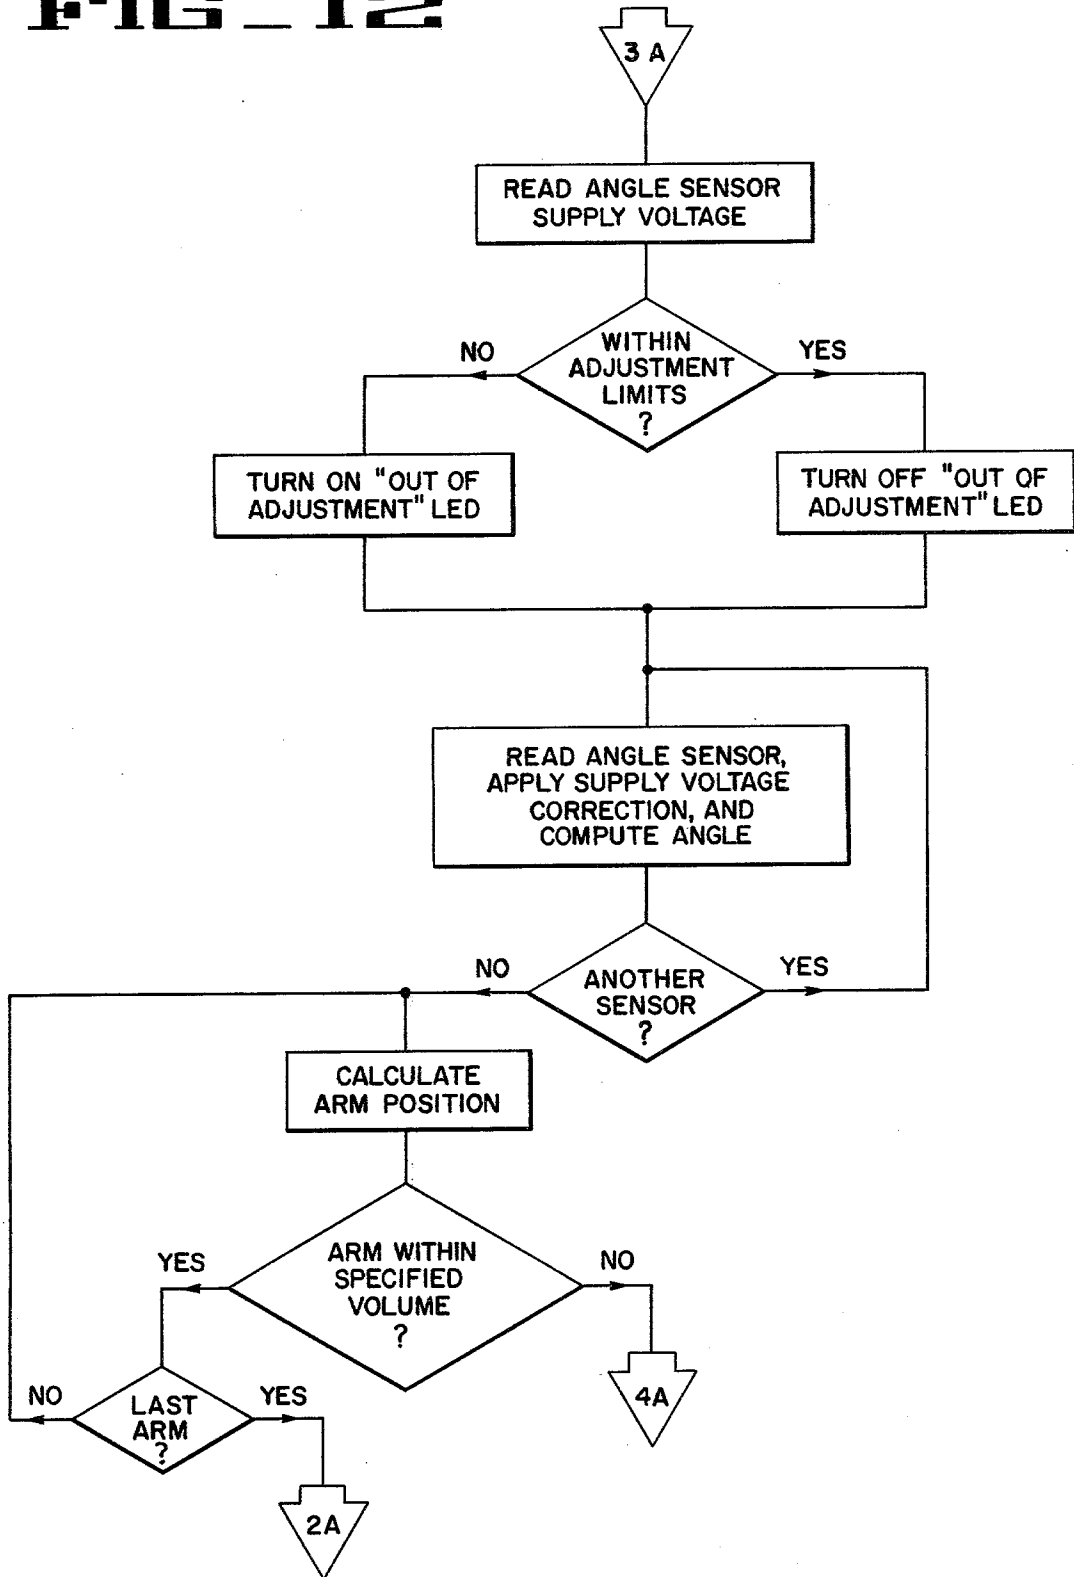 FIG_12
3A
READ ANGLE SENSOR
SUPPLY VOLTAGE
NO
WITHIN
ADJUSTMENT
LIMITS
?
YES
TURN ON "OUT OF
ADJUSTMENT" LED
TURN OFF "OUT OF
ADJUSTMENT" LED
READ ANGLE SENSOR,
APPLY SUPPLY VOLTAGE
CORRECTION, AND
COMPUTE ANGLE
NO
ANOTHER
SENSOR
?
YES
CALCULATE
ARM POSITION
YES
ARM WITHIN
SPECIFIED
VOLUME
?
NO
NO
LAST
ARM
?
YES
4A
2A